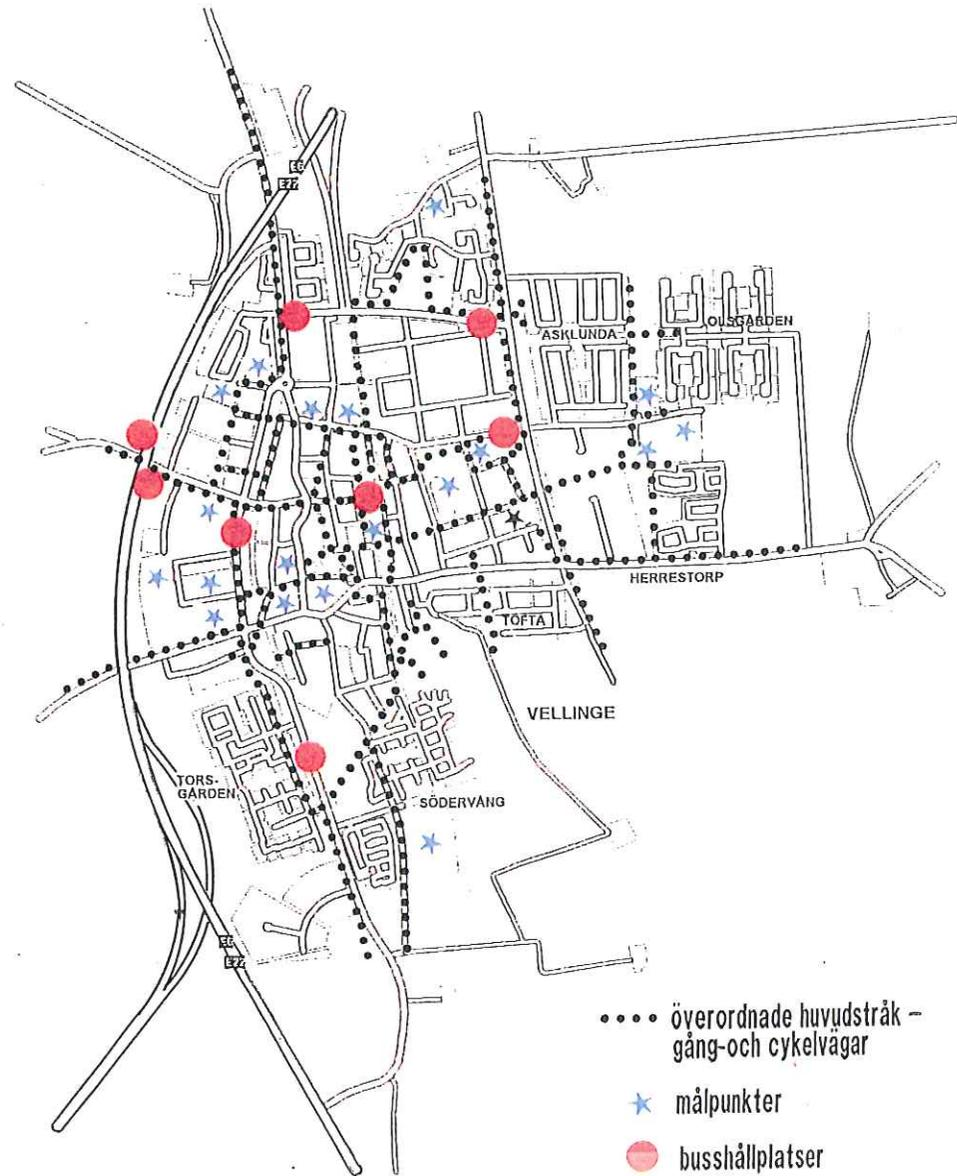 E6
E22
ASKLUNDA
OLSGÅRDEN
HERRESTORP
TOFTA
VELLINGE
TORS-
GÅRDEN
SÖDERVÅNG
E6
E22
överordnade huvudstråk –
gång-och cykelvägar
målpunkter
busshållplatser